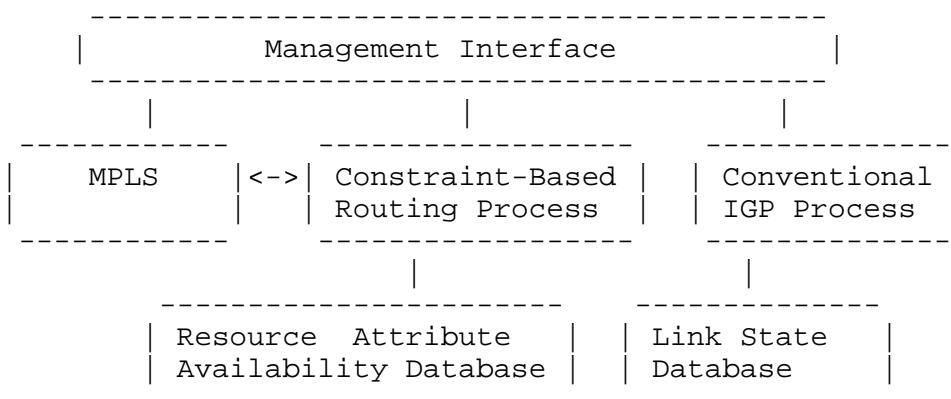 Management Interface
MPLS <-> Constraint-Based Conventional
Routing Process IGP Process
Resource Attribute Link State
Availability Database Database